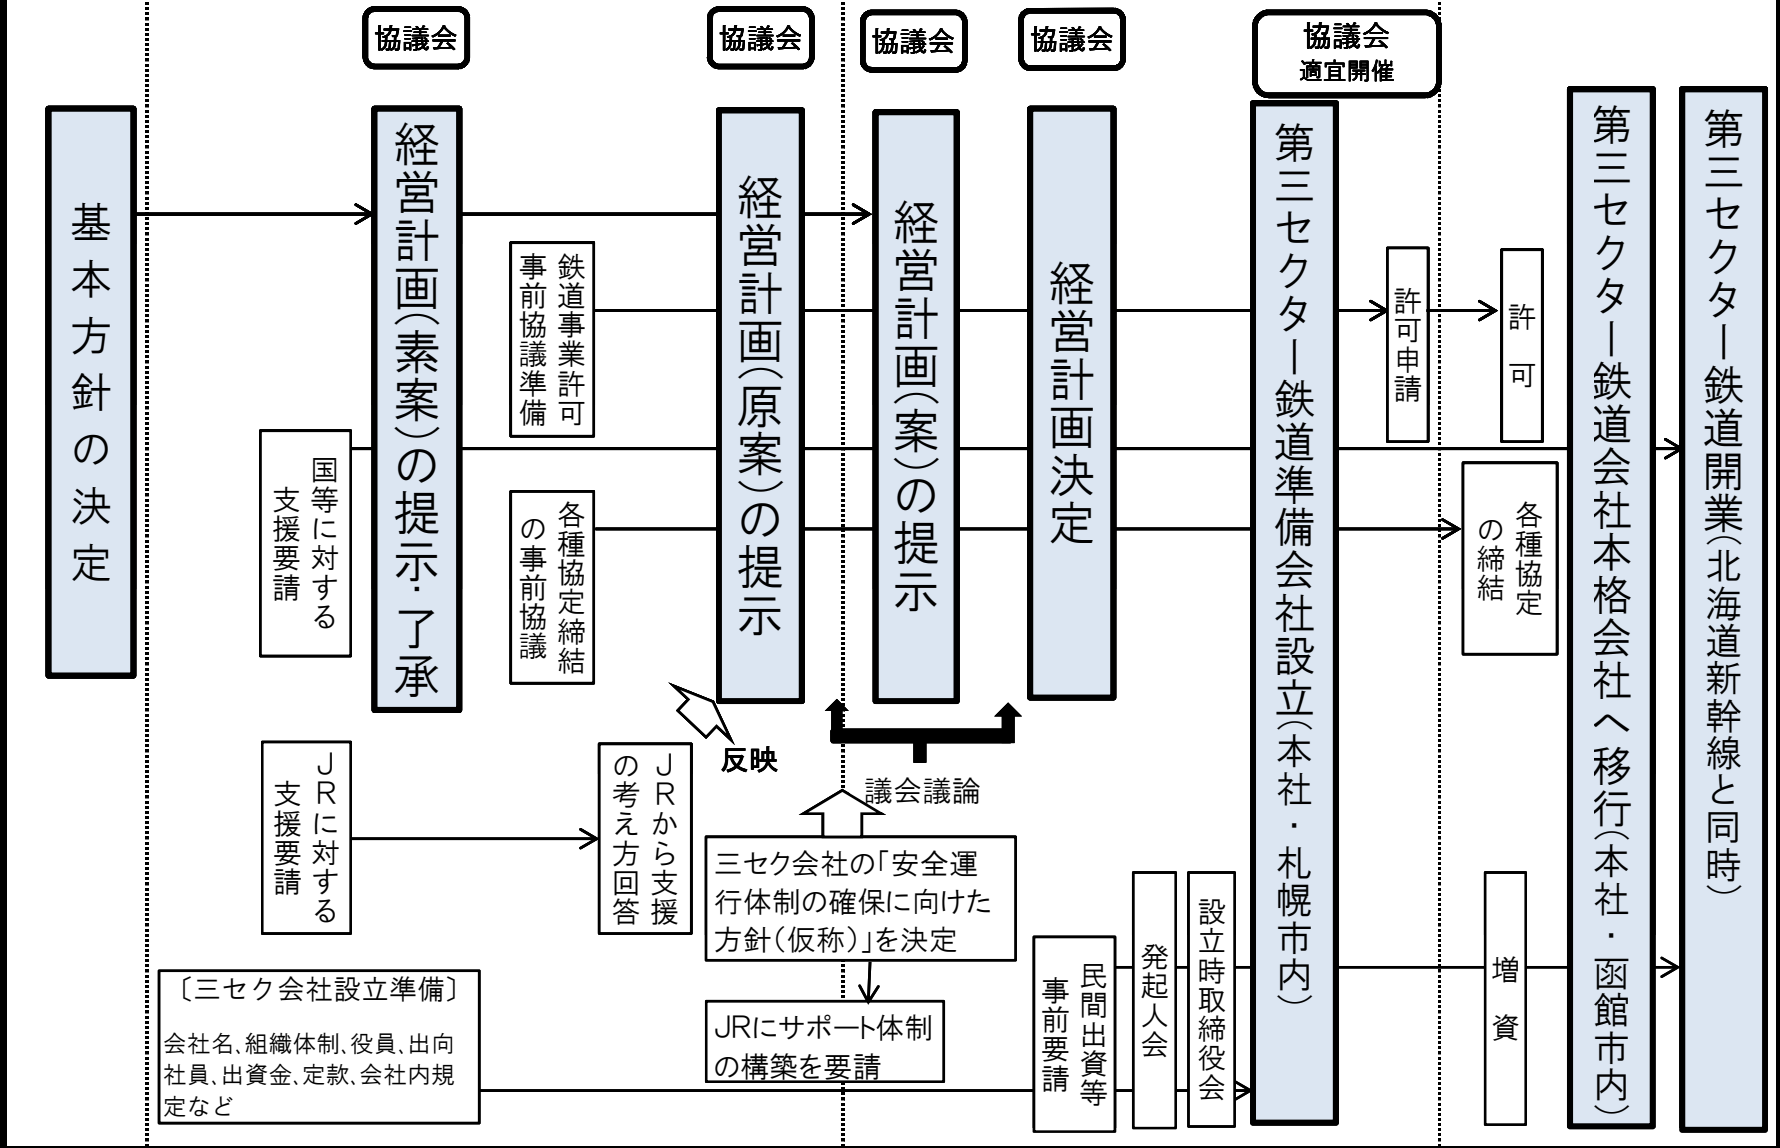 協議会
協議会
協議会
協議会
協議会
適宜開催
基本方針の決定
経営計画(素案)の提示・了承
経営計画(原案)の提示
経営計画(案)の提示
経営計画決定
第三セクター鉄道準備会社設立(本社・札幌市内)
第三セクター鉄道会社本格会社へ移行(本社・函館市内)
第三セクター鉄道開業(北海道新幹線と同時)
鉄道事業許可
事前協議準備
許可申請
許可
国等に対する
支援要請
各種協定締結
の事前協議
各種協定
の締結
反映
議会議論
JRに対する
支援要請
JRから支援
の考え方回答
三セク会社の「安全運
行体制の確保に向けた
方針(仮称)」を決定
JRにサポート体制
の構築を要請
民間出資等
事前要請
発起人会
設立時取締役会
増資
〔三セク会社設立準備〕
会社名、組織体制、役員、出向
社員、出資金、定款、会社内規
定など